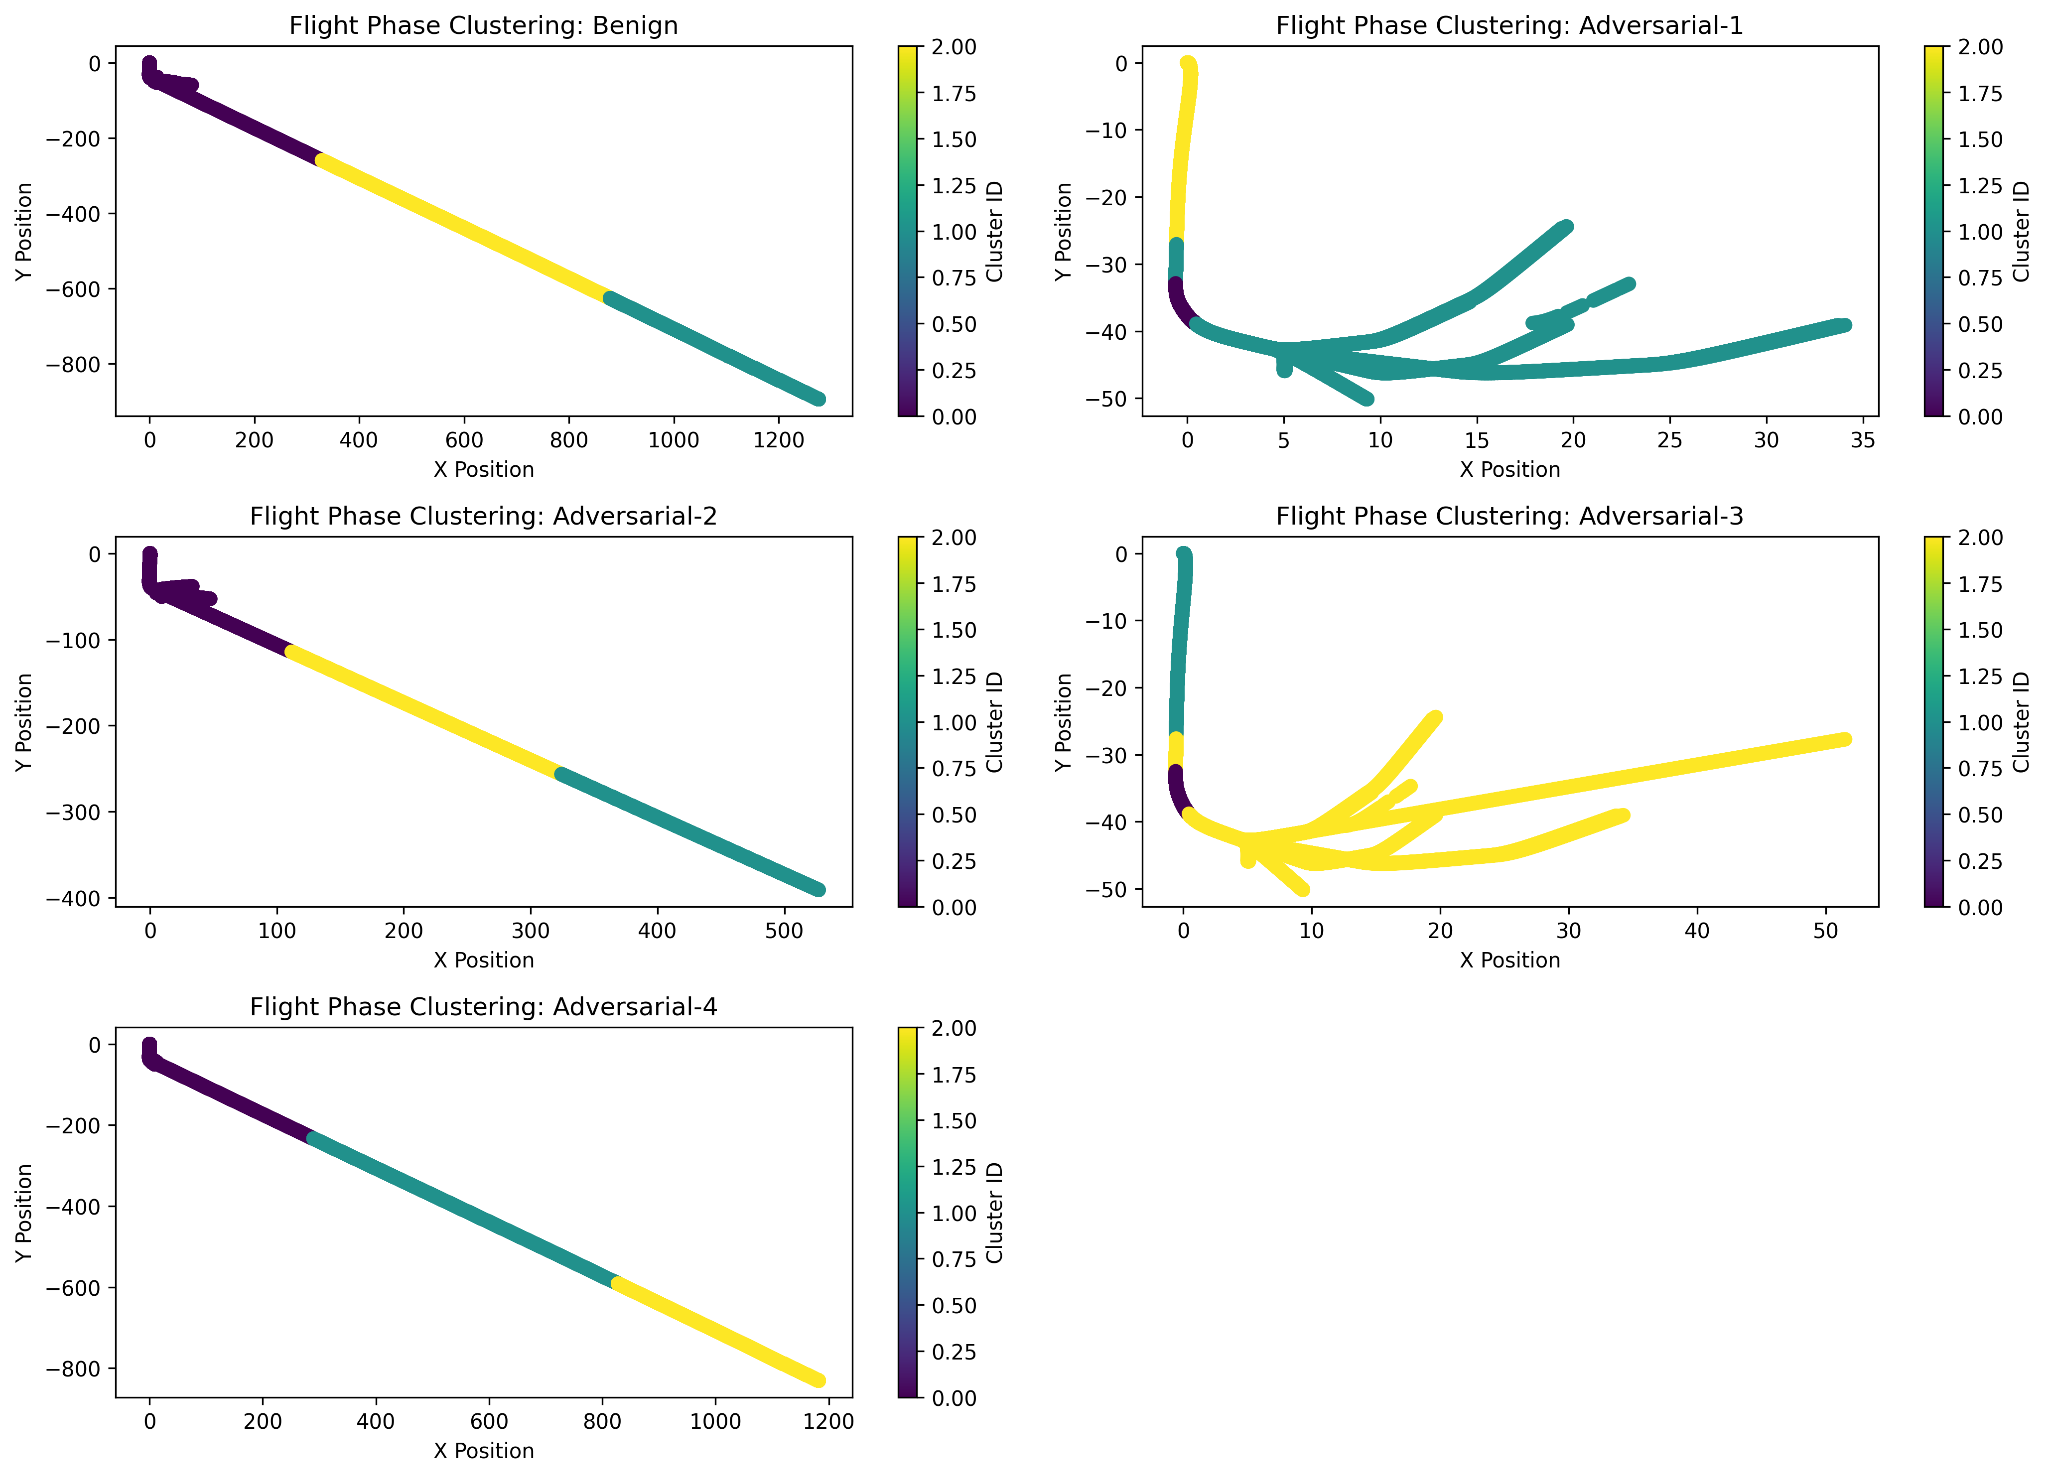 Flight Phase Clustering: Benign
Y Position
0
−200
−400
−600
−800
0 200 400 600 800 1000 1200
X Position
2.00
1.75
1.50
1.25
1.00
0.75
0.50
0.25
0.00
Cluster ID
Flight Phase Clustering: Adversarial-1
Y Position
0
−10
−20
−30
−40
−50
0 5 10 15 20 25 30 35
X Position
2.00
1.75
1.50
1.25
1.00
0.75
0.50
0.25
0.00
Cluster ID
Flight Phase Clustering: Adversarial-2
Y Position
0
−100
−200
−300
−400
0 100 200 300 400 500
X Position
2.00
1.75
1.50
1.25
1.00
0.75
0.50
0.25
0.00
Cluster ID
Flight Phase Clustering: Adversarial-3
Y Position
0
−10
−20
−30
−40
−50
0 10 20 30 40 50
X Position
2.00
1.75
1.50
1.25
1.00
0.75
0.50
0.25
0.00
Cluster ID
Flight Phase Clustering: Adversarial-4
Y Position
0
−200
−400
−600
−800
0 200 400 600 800 1000 1200
X Position
2.00
1.75
1.50
1.25
1.00
0.75
0.50
0.25
0.00
Cluster ID